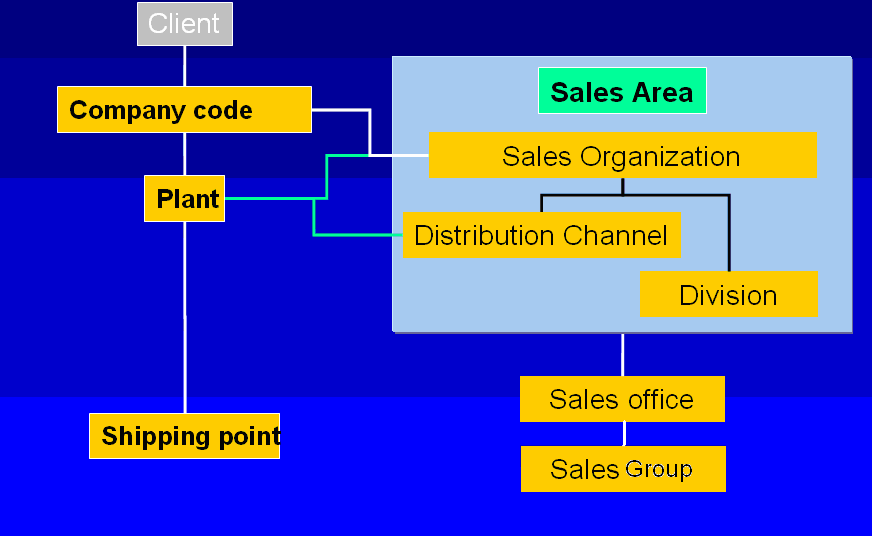 Client
Company code
Sales Area
Sales Organization
Plant
Distribution Channel
Division
Sales office
Shipping point
Sales Group